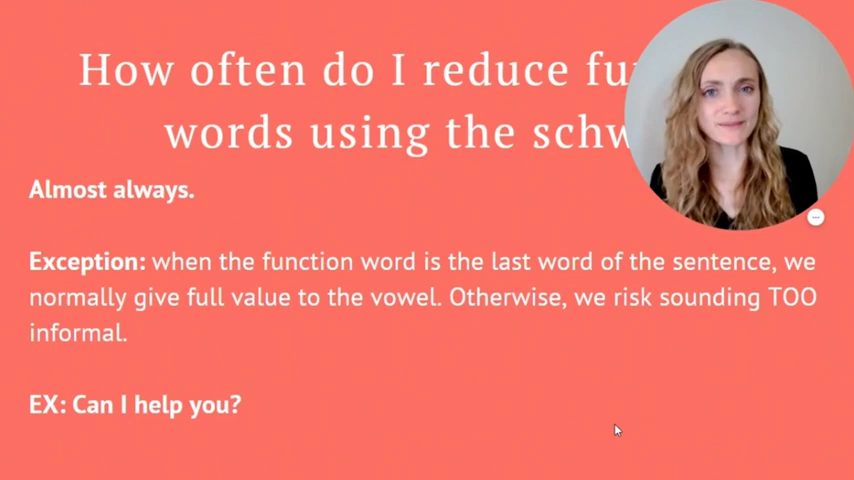 How often do I reduce
words using the
Almost always.
Exception: when the function word is the last word of the sentence, we
normally give full value to the vowel. Otherwise, we risk sounding TOO
informal.
EX: Can I help you?